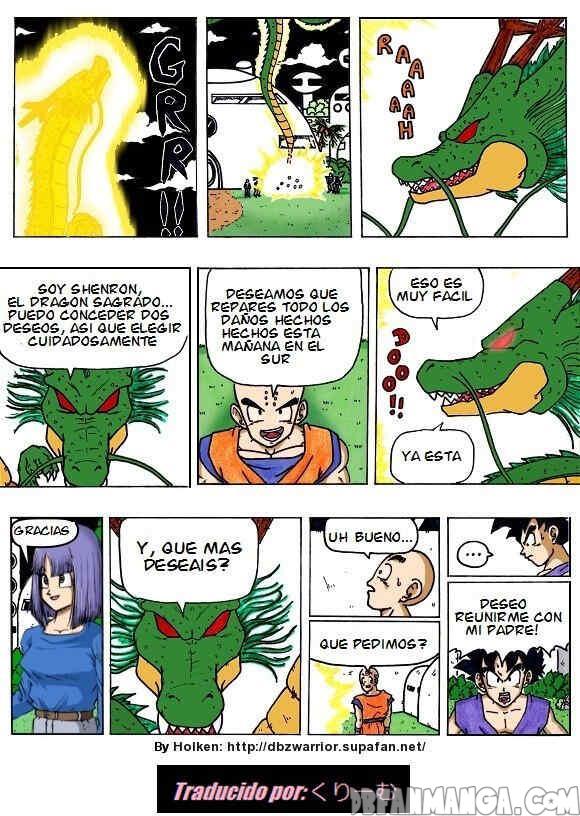 GRR!!
RAAAAAH
SOY SHENRON,
EL DRAGON SAGRADO...
PUEDO CONCEDER DOS
DESEOS, ASI QUE ELEGIR
CUIDADOSAMENTE
DESEAMOS QUE
REPARES TODO LOS
DAÑOS HECHOS
HECHOS ESTA
MAÑANA EN EL
SUR
ESO ES
MUY FACIL
DOOO!!
YA ESTA
GRACIAS
Y, QUE MAS
DESEAIS?
UH BUENO...
QUE PEDIMOS?
...
DESEO
REUNIRME CON
MI PADRE!
By Holken: http://dbzwarrior.supafan.net/
Traducido por: くりーむ
DBFANMANGA.COM